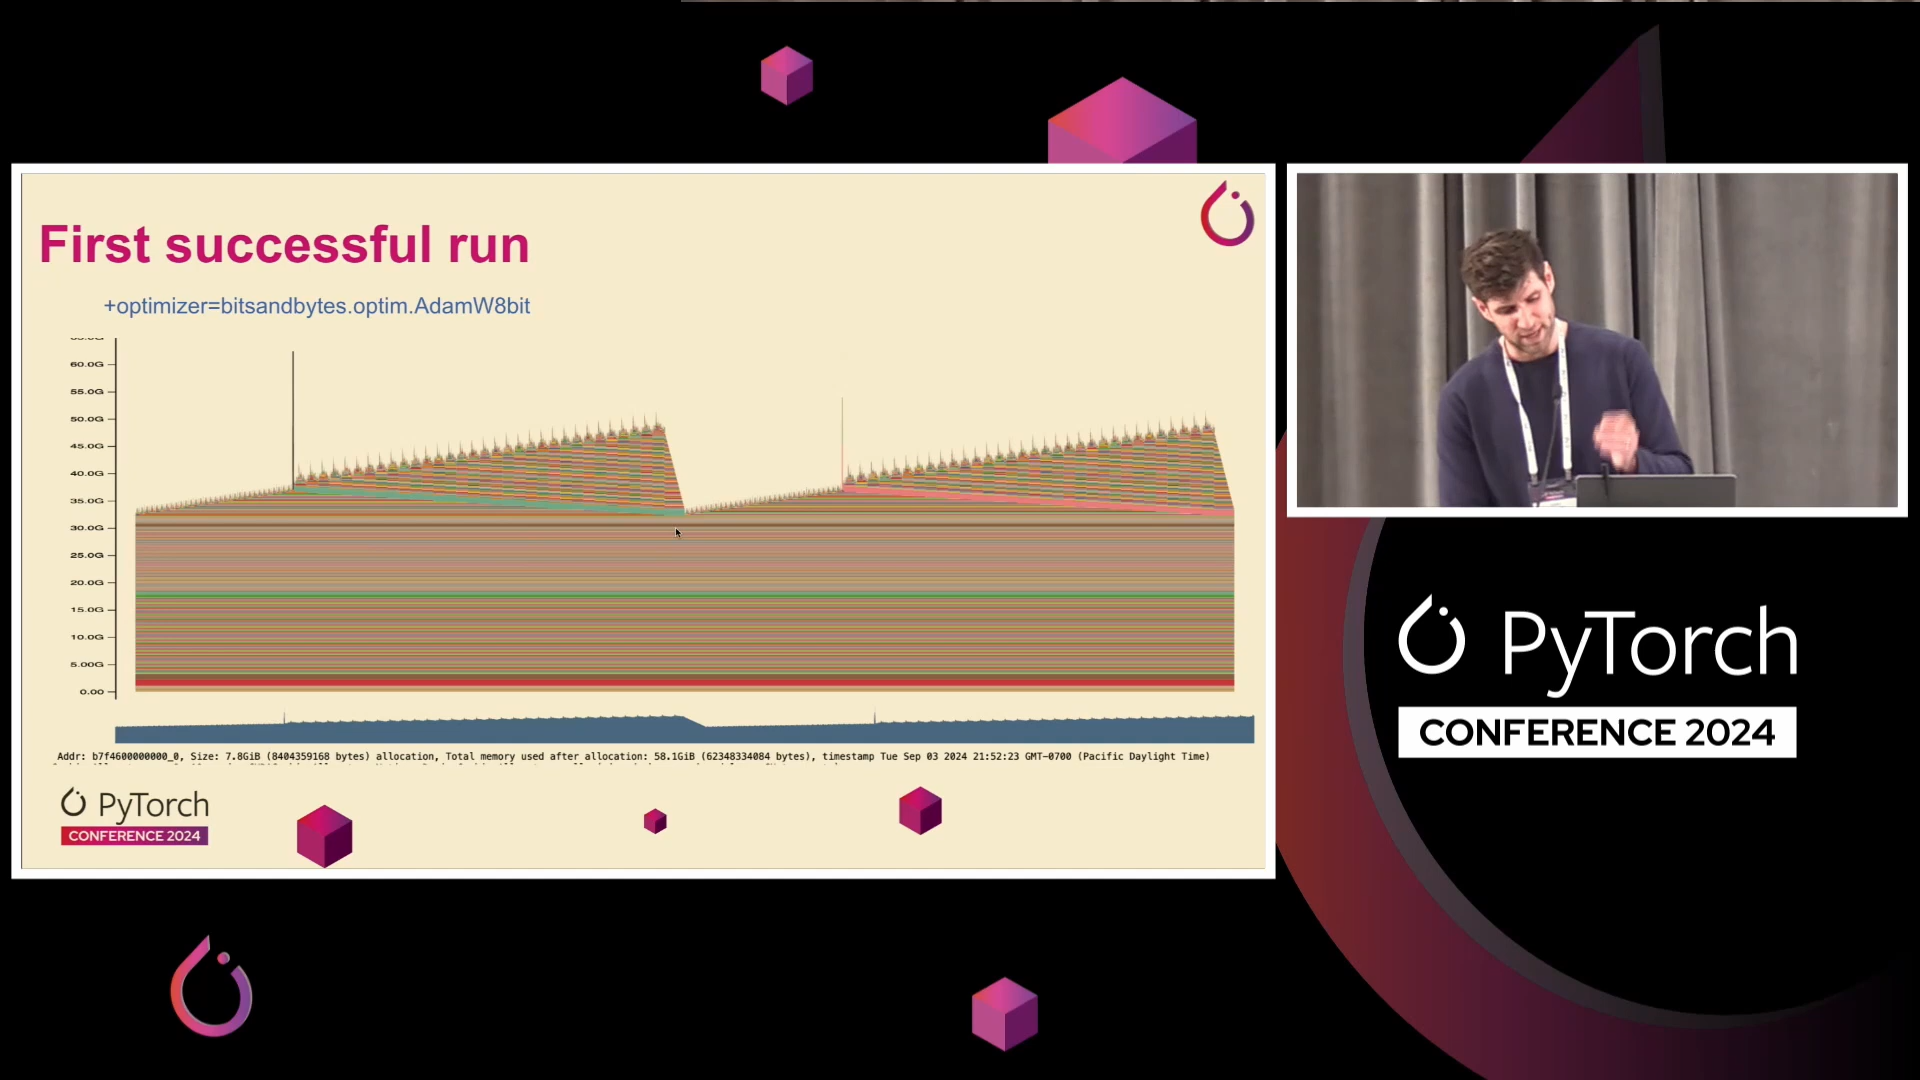 First successful run
+optimizer=bitsandbytes.optim.AdamW8bit
60.0G
55.0G
50.0G
45.0G
40.0G
35.0G
30.0G
25.0G
20.0G
15.0G
10.0G
5.00G
0.00
Addr: b7f4600000000_0, Size: 7.8GiB (8404359168 bytes) allocation, Total memory used after allocation: 58.1GiB (62348334084 bytes), timestamp Tue Sep 03 2024 21:52:23 GMT-0700 (Pacific Daylight Time)
PyTorch
CONFERENCE 2024
PyTorch
CONFERENCE 2024